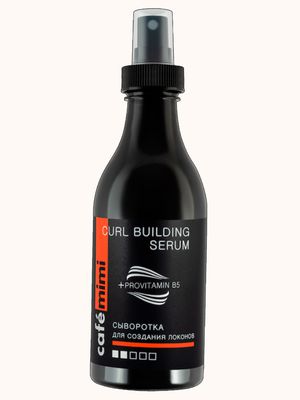 CURL BUILDING
SERUM
+PROVITAMIN B5
СЫВОРОТКА
ДЛЯ СОЗДАНИЯ ЛОКОНОВ
café mimi